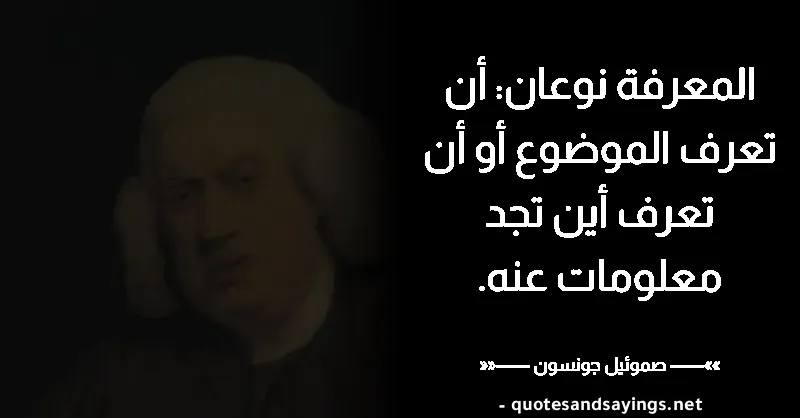 المعرفة نوعان: أن
تعرف الموضوع أو أن
تعرف أين تجد
معلومات عنه.
»»—— صموئيل جونسون ——««
- quotesandsayings.net